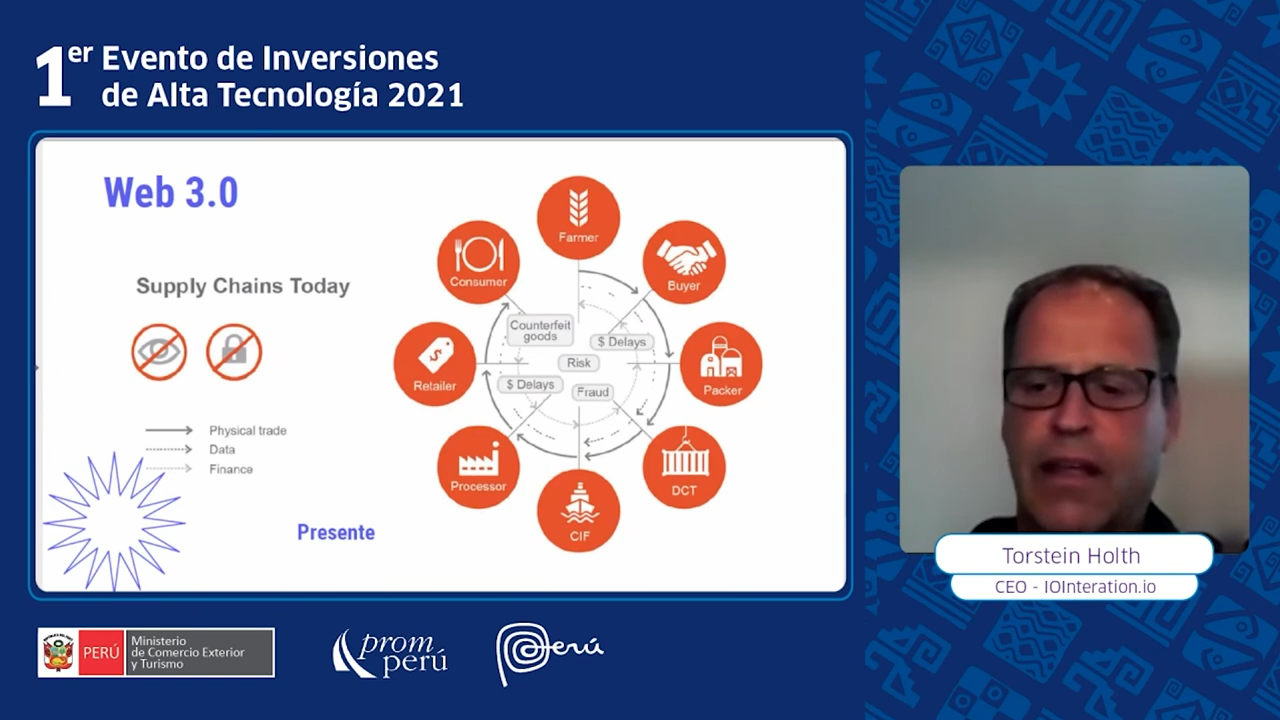 1er Evento de Inversiones
de Alta Tecnología 2021
Web 3.0
Supply Chains Today
Physical trade
Data
Finance
Presente
Farmer
Buyer
Packer
DCT
CIF
Processor
Retailer
Consumer
Counterfeit
goods
$ Delays
Risk
$ Delays
Fraud
Torstein Holth
CEO - IOInteration.io
PERÚ
Ministerio
de Comercio Exterior
y Turismo
prom
perú
Perú